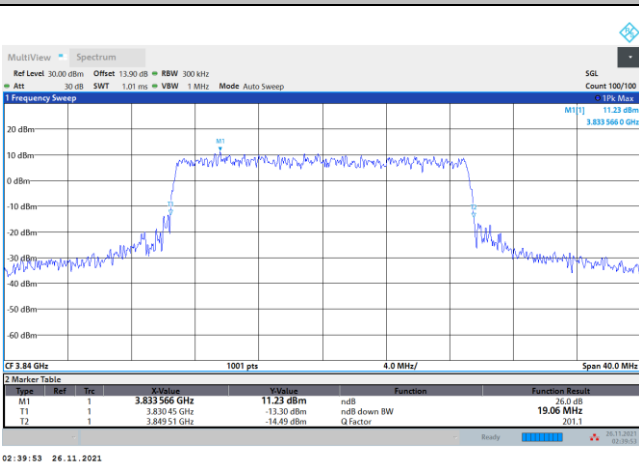 MultiView Spectrum
Ref Level 30.00 dBm Offset 13.90 dB RBW 300 kHz SGL
Att 30 dB SWT 1.01 ms VBW 1 MHz Mode Auto Sweep Count 100/100
1 Frequency Sweep 1Pk Max
M1[1] 11.23 dBm
3.833 566 0 GHz
20 dBm
M1
10 dBm
0 dBm
-10 dBm
-20 dBm
-30 dBm
-40 dBm
-50 dBm
-60 dBm
CF 3.84 GHz 1001 pts 4.0 MHz/ Span 40.0 MHz
2 Marker Table
Type Ref Trc X-Value Y-Value Function Function Result
M1 1 3.833 566 GHz 11.23 dBm ndB 26.0 dB
T1 1 3.830 45 GHz -13.30 dBm ndB down BW 19.06 MHz
T2 1 3.849 51 GHz -14.49 dBm Q Factor 201.1
Ready 26.11.2021
02:39:53
02:39:53 26.11.2021